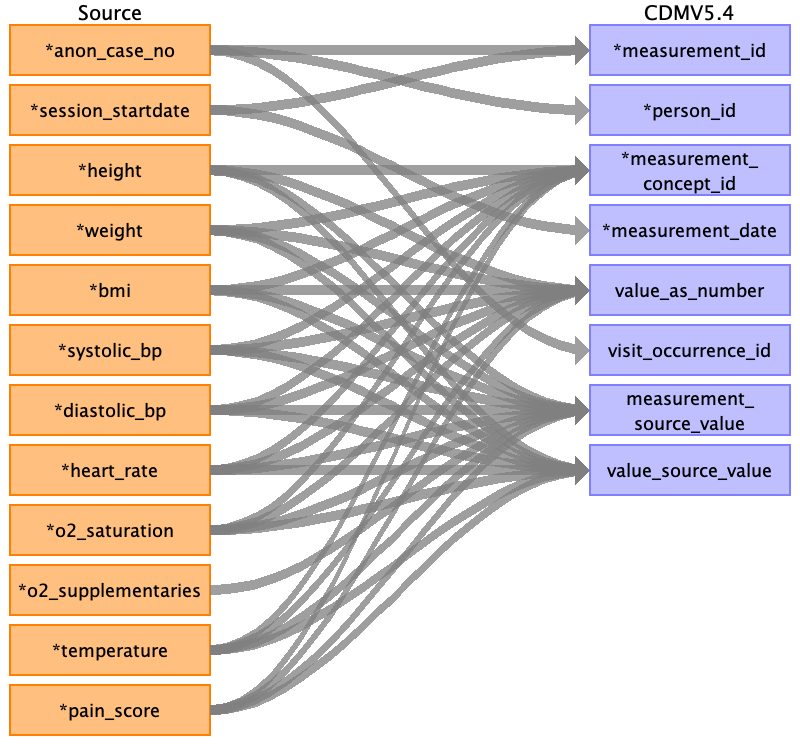 Source
CDMV5.4
*anon_case_no
*measurement_id
*session_startdate
*person_id
*height
*measurement_
concept_id
*weight
*measurement_date
*bmi
value_as_number
*systolic_bp
visit_occurrence_id
*diastolic_bp
measurement_
source_value
*heart_rate
value_source_value
*o2_saturation
*o2_supplementaries
*temperature
*pain_score